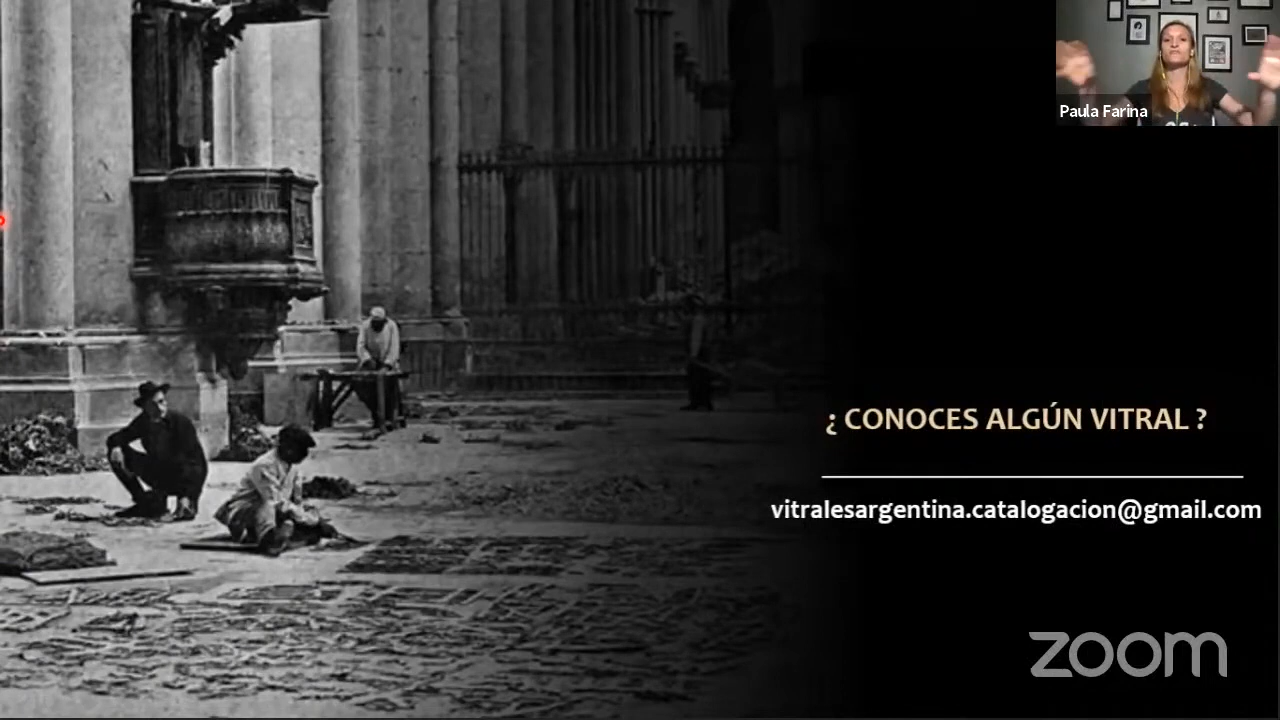 Paula Farina
¿ CONOCES ALGÚN VITRAL ?
vitralesargentina.catalogacion@gmail.com
zoom